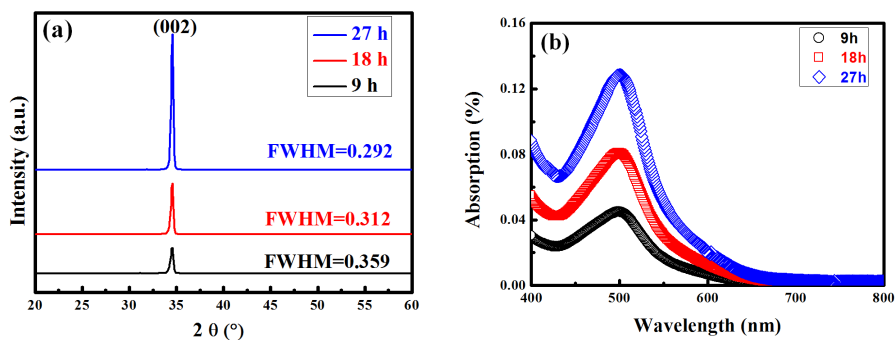 (a)
(002)
27 h
18 h
9 h
FWHM=0.292
FWHM=0.312
FWHM=0.359
Intensity (a.u.)
20 25 30 35 40 45 50 55 60
2 θ (°)
(b)
9h
18h
27h
0.16
0.12
0.08
0.04
0.00
Absorption (%)
400 500 600 700 800
Wavelength (nm)